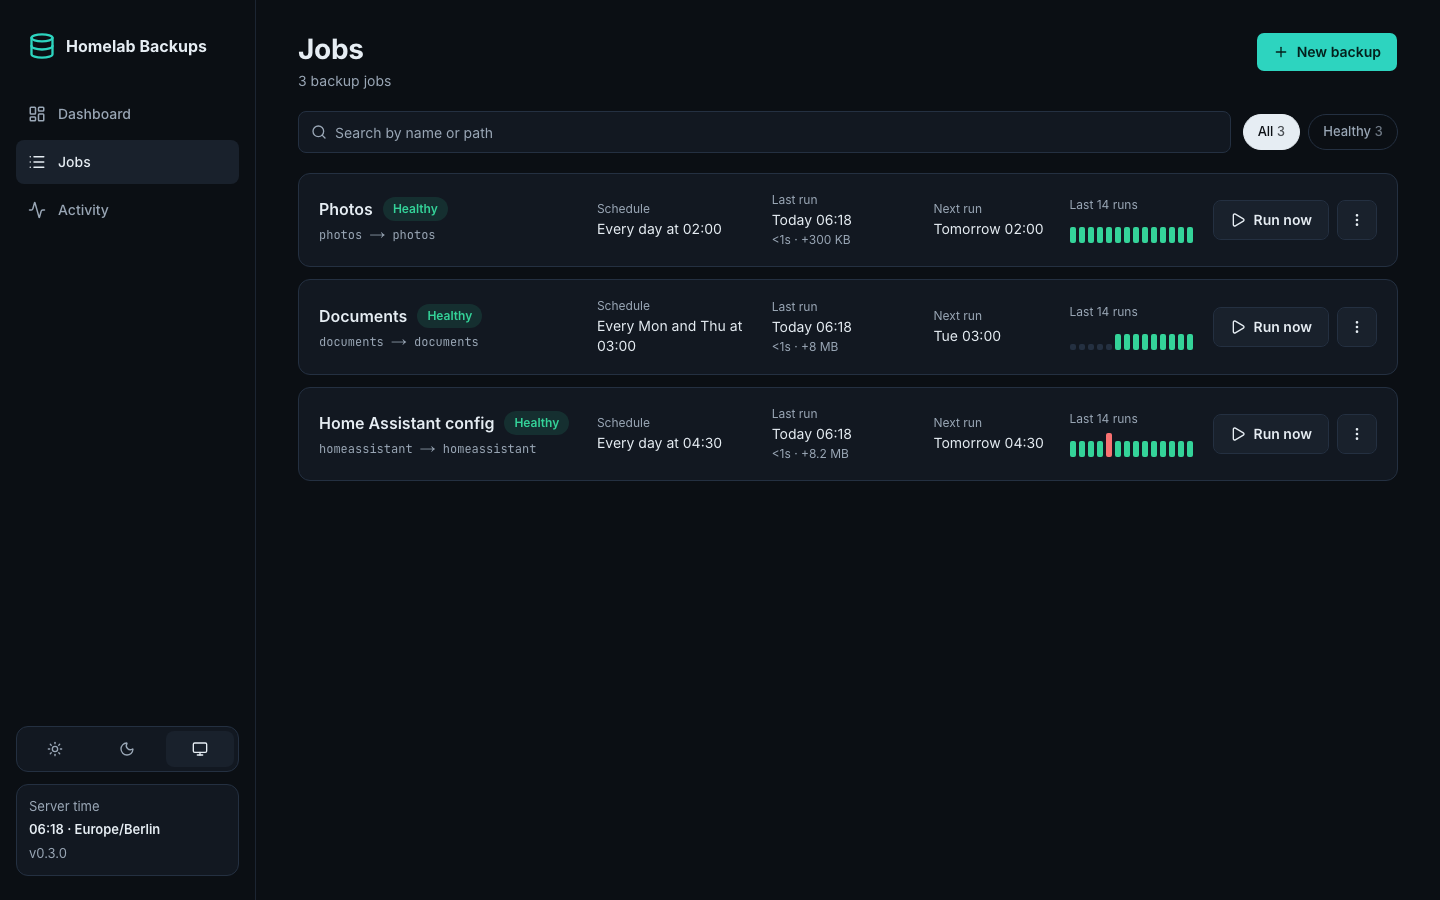 Homelab Backups
Dashboard
Jobs
Activity
Server time
06:18 · Europe/Berlin
v0.3.0
Jobs
3 backup jobs
New backup
Search by name or path
All 3
Healthy 3
Photos Healthy
photos → photos
Schedule
Every day at 02:00
Last run
Today 06:18
<1s · +300 KB
Next run
Tomorrow 02:00
Last 14 runs
Run now
Documents Healthy
documents → documents
Schedule
Every Mon and Thu at
03:00
Last run
Today 06:18
<1s · +8 MB
Next run
Tue 03:00
Last 14 runs
Run now
Home Assistant config Healthy
homeassistant → homeassistant
Schedule
Every day at 04:30
Last run
Today 06:18
<1s · +8.2 MB
Next run
Tomorrow 04:30
Last 14 runs
Run now